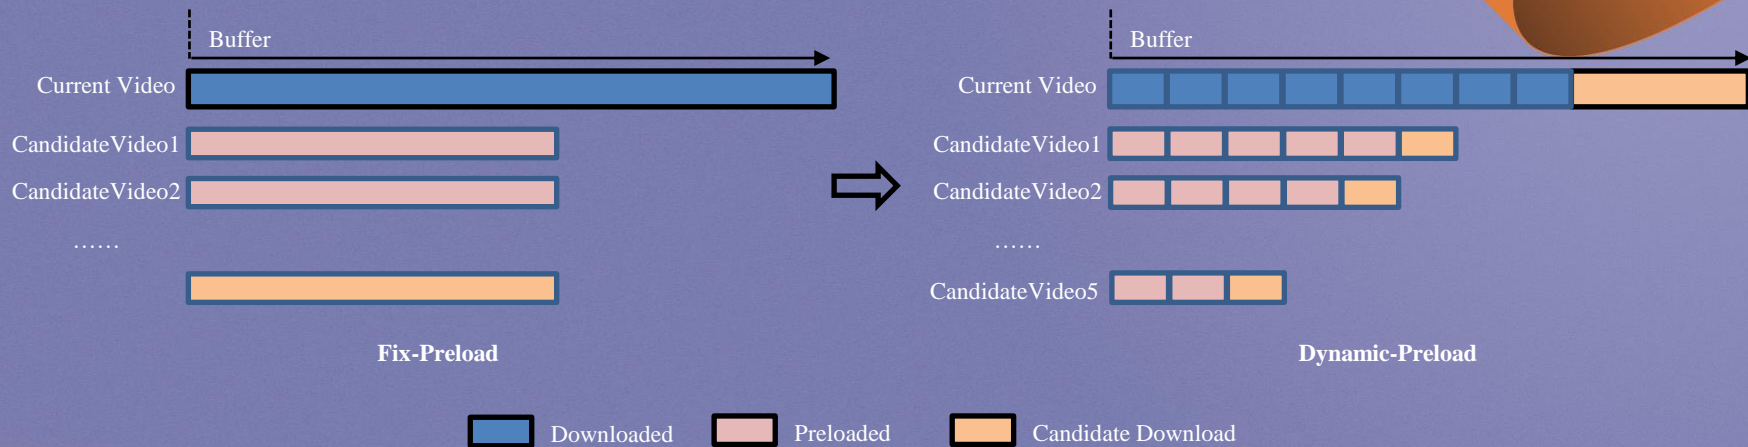 Buffer
Current Video
CandidateVideo1
CandidateVideo2
......
Fix-Preload
Buffer
Current Video
CandidateVideo1
CandidateVideo2
......
CandidateVideo5
Dynamic-Preload
Downloaded
Preloaded
Candidate Download